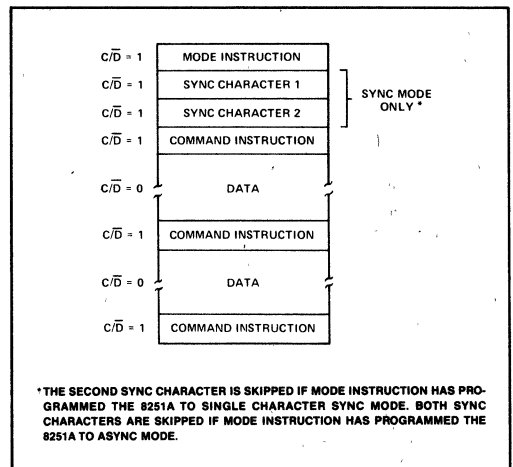 C/D̅ = 1 MODE INSTRUCTION
C/D̅ = 1 SYNC CHARACTER 1
SYNC MODE
ONLY *
C/D̅ = 1 SYNC CHARACTER 2
C/D̅ = 1 COMMAND INSTRUCTION
C/D̅ = 0 DATA
C/D̅ = 1 COMMAND INSTRUCTION
C/D̅ = 0 DATA
C/D̅ = 1 COMMAND INSTRUCTION
*THE SECOND SYNC CHARACTER IS SKIPPED IF MODE INSTRUCTION HAS PRO-
GRAMMED THE 8251A TO SINGLE CHARACTER SYNC MODE. BOTH SYNC
CHARACTERS ARE SKIPPED IF MODE INSTRUCTION HAS PROGRAMMED THE
8251A TO ASYNC MODE.